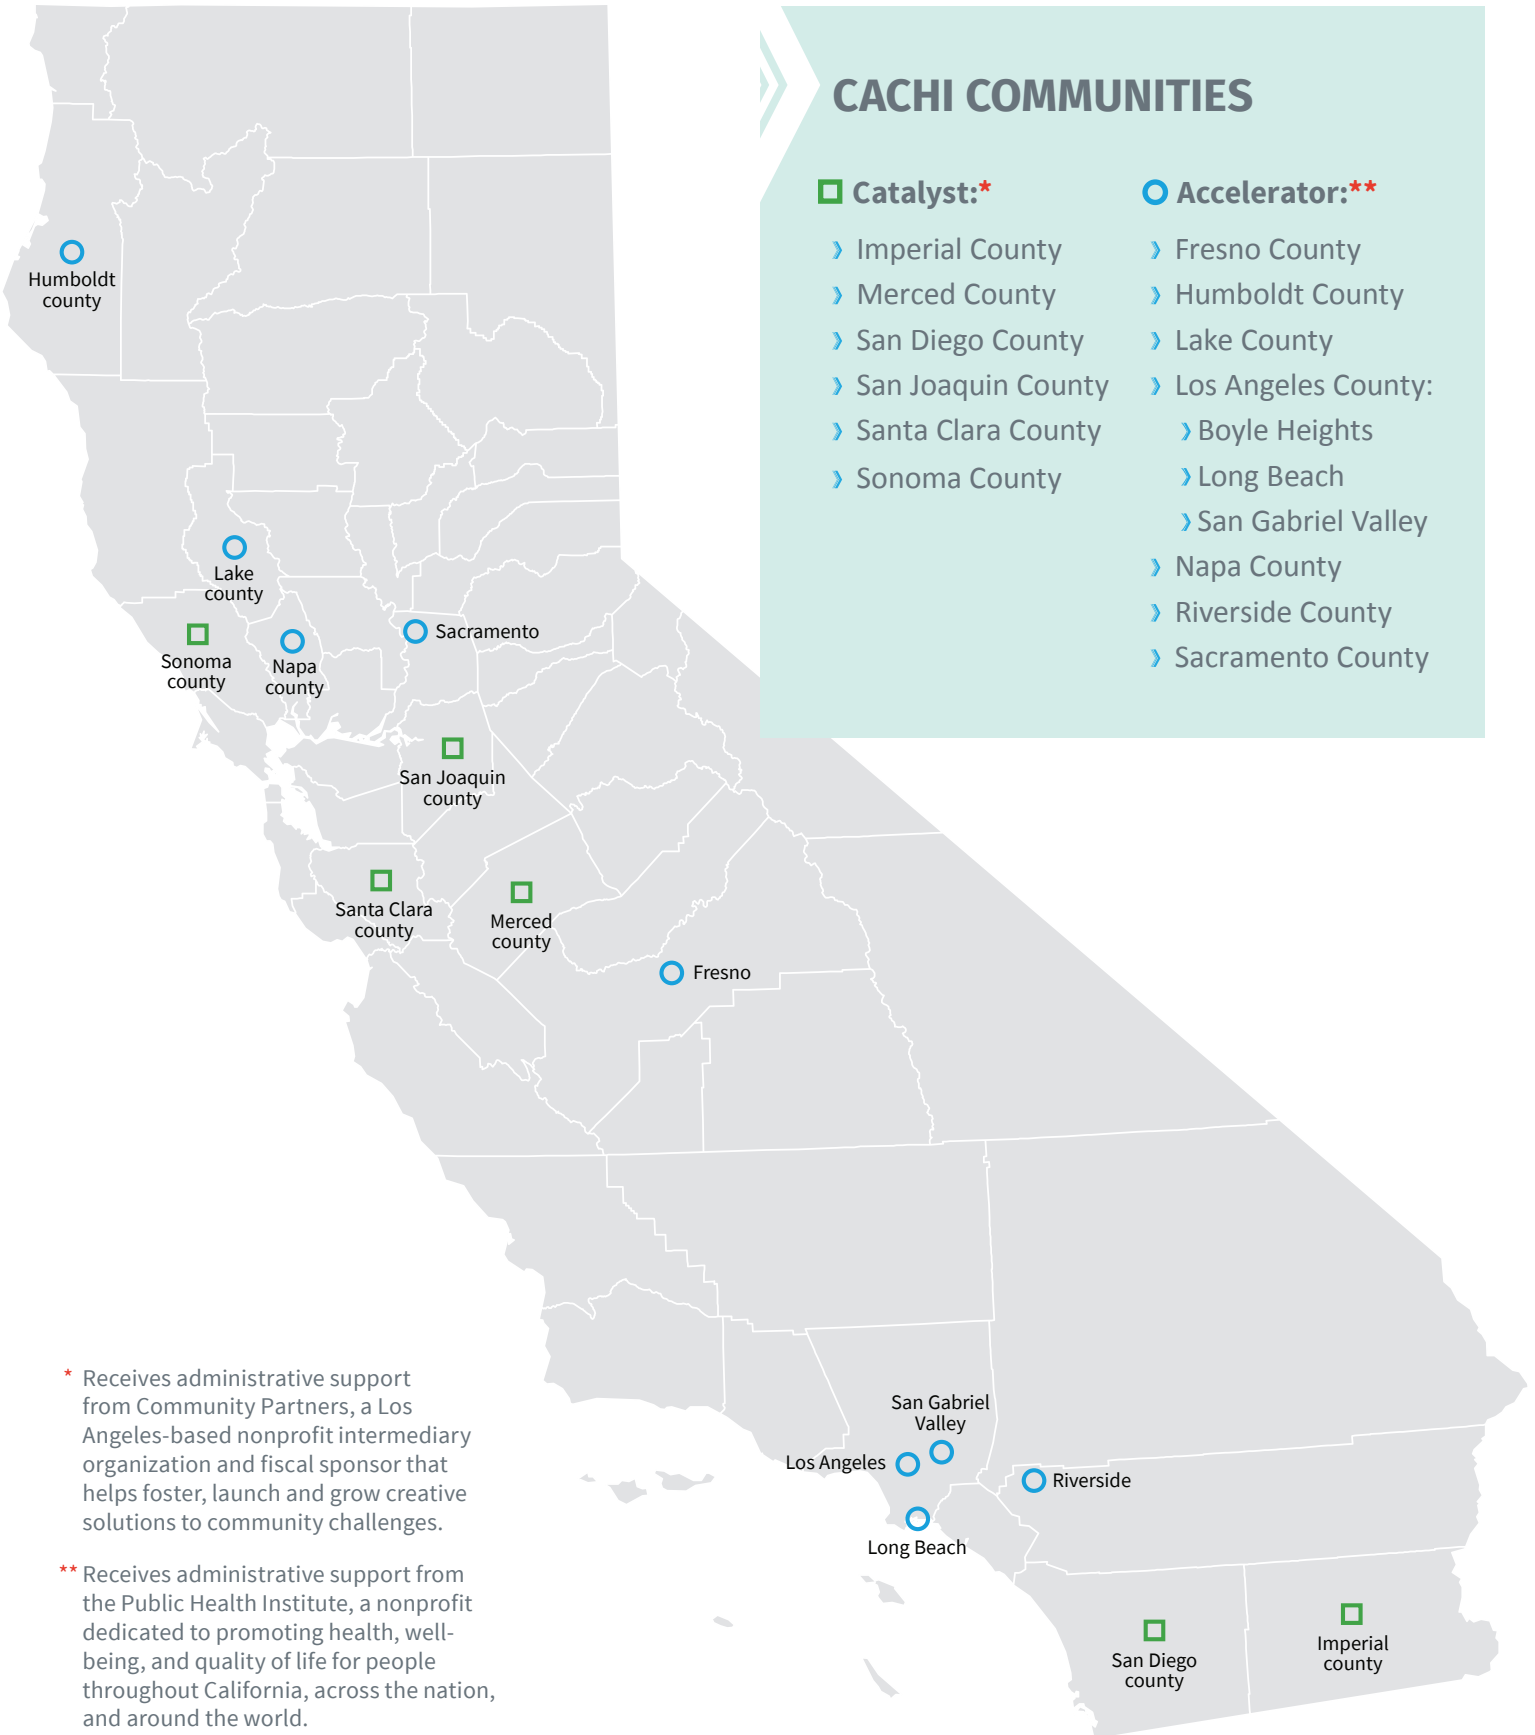 CACHI COMMUNITIES
Catalyst:*
Imperial County
Merced County
San Diego County
San Joaquin County
Santa Clara County
Sonoma County
Accelerator:**
Fresno County
Humboldt County
Lake County
Los Angeles County:
Boyle Heights
Long Beach
San Gabriel Valley
Napa County
Riverside County
Sacramento County
Humboldt
county
Lake
county
Sonoma
county
Napa
county
Sacramento
San Joaquin
county
Santa Clara
county
Merced
county
Fresno
San Gabriel
Valley
Los Angeles
Riverside
Long Beach
San Diego
county
Imperial
county
* Receives administrative support
from Community Partners, a Los
Angeles-based nonprofit intermediary
organization and fiscal sponsor that
helps foster, launch and grow creative
solutions to community challenges.
** Receives administrative support from
the Public Health Institute, a nonprofit
dedicated to promoting health, well-
being, and quality of life for people
throughout California, across the nation,
and around the world.